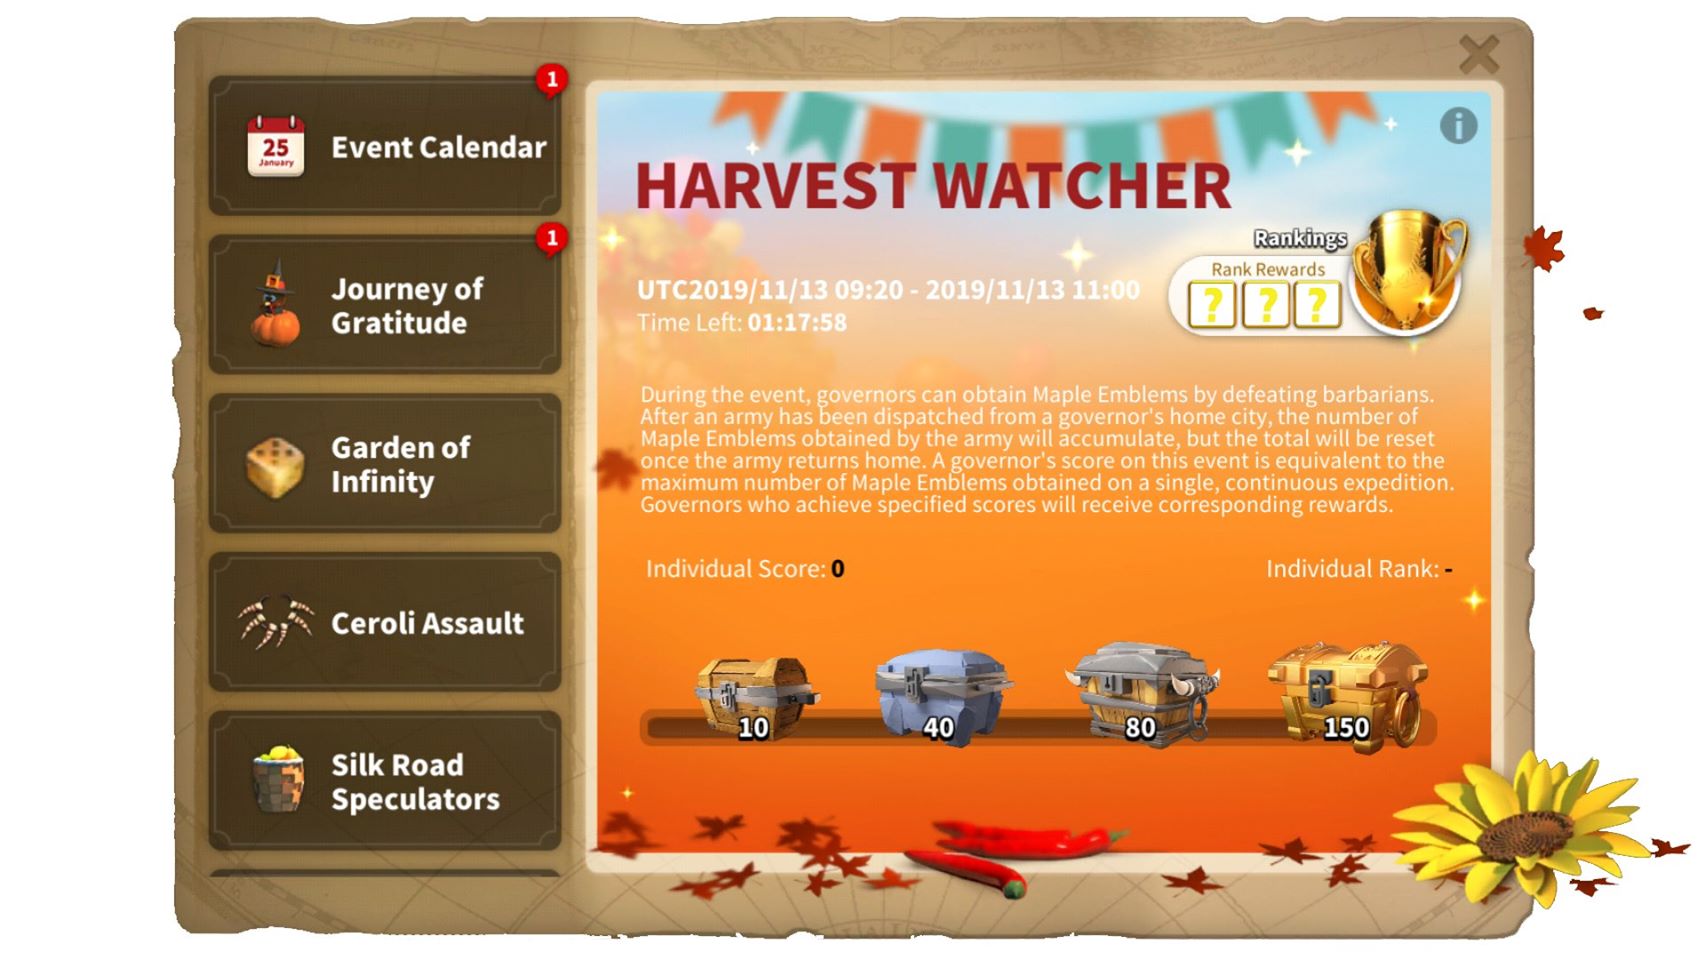 1
25
January
Event Calendar
1
Journey of
Gratitude
Garden of
Infinity
Ceroli Assault
Silk Road
Speculators
HARVEST WATCHER
i
Rankings
Rank Rewards
? ? ?
UTC2019/11/13 09:20 - 2019/11/13 11:00
Time Left: 01:17:58
During the event, governors can obtain Maple Emblems by defeating barbarians.
After an army has been dispatched from a governor's home city, the number of
Maple Emblems obtained by the army will accumulate, but the total will be reset
once the army returns home. A governor's score on this event is equivalent to the
maximum number of Maple Emblems obtained on a single, continuous expedition.
Governors who achieve specified scores will receive corresponding rewards.
Individual Score: 0
Individual Rank: -
10
40
80
150